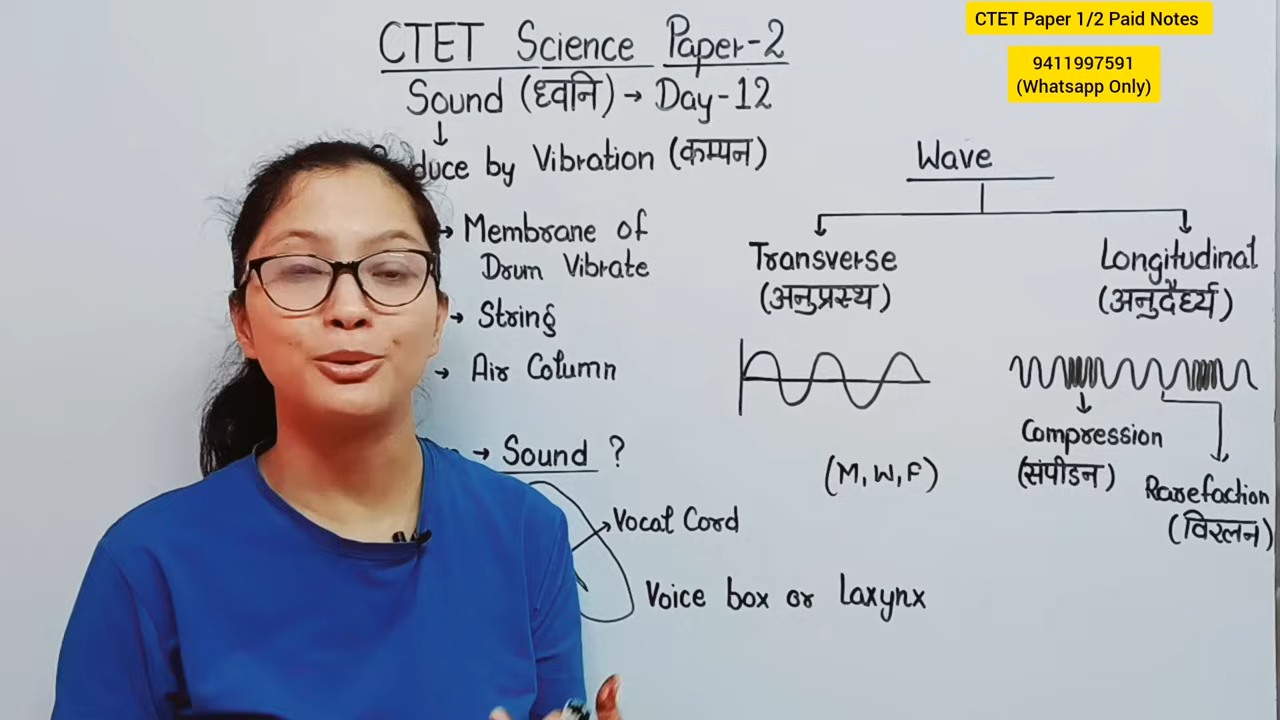 CTET Paper 1/2 Paid Notes
9411997591
(Whatsapp Only)
CTET Science Paper-2
Sound (ध्वनि) → Day-12
duce by Vibration (कम्पन)
→ Membrane of
Drum Vibrate
→ String
→ Air Column
→ Sound ?
Vocal Cord
Voice box or larynx
Wave
Transverse
(अनुप्रस्थ)
(M, W, F)
Longitudinal
(अनुदैर्ध्य)
Compression
(संपीडन)
Rarefaction
(विरलन)